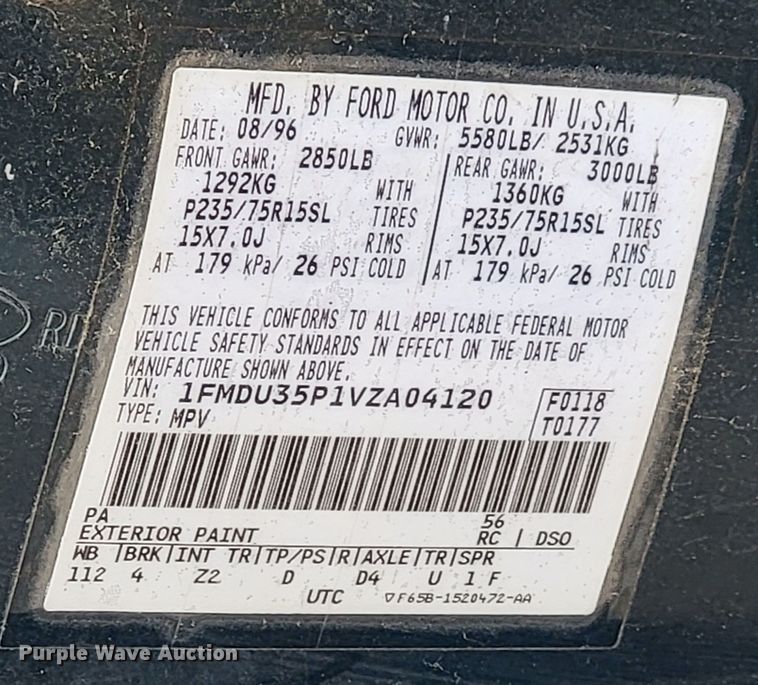 MFD. BY FORD MOTOR CO. IN U.S.A.
DATE: 08/96 GVWR: 5580LB/ 2531KG
FRONT GAWR: 2850LB REAR GAWR: 3000LB
1292KG WITH 1360KG WITH
P235/75R15SL TIRES P235/75R15SL TIRES
15X7.0J RIMS 15X7.0J RIMS
AT 179 kPa/ 26 PSI COLD AT 179 kPa/ 26 PSI COLD
THIS VEHICLE CONFORMS TO ALL APPLICABLE FEDERAL MOTOR
VEHICLE SAFETY STANDARDS IN EFFECT ON THE DATE OF
MANUFACTURE SHOWN ABOVE.
VIN: 1FMDU35P1VZA04120 F0118
TYPE: MPV T0177
PA 56
EXTERIOR PAINT RC | DSO
WB |BRK|INT TR|TP/PS|R|AXLE|TR|SPR
112 4 Z2 D D4 U 1 F
UTC F65B-1520472-AA
Purple Wave Auction